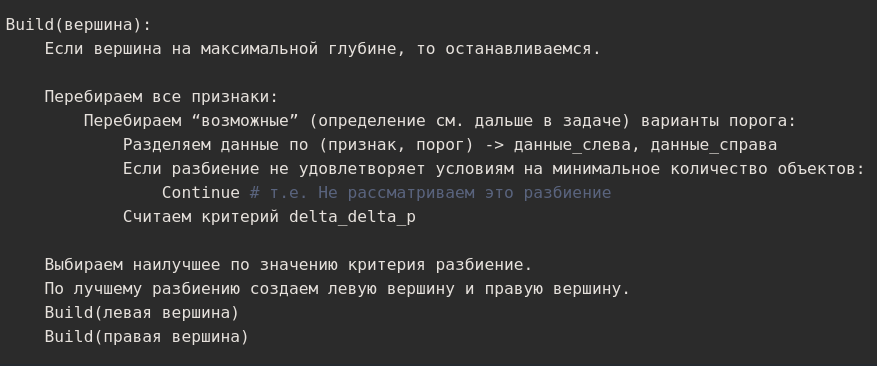 Build(вершина):
Если вершина на максимальной глубине, то останавливаемся.
Перебираем все признаки:
Перебираем “возможные” (определение см. дальше в задаче) варианты порога:
Разделяем данные по (признак, порог) -> данные_слева, данные_справа
Если разбиение не удовлетворяет условиям на минимальное количество объектов:
Continue # т.е. Не рассматриваем это разбиение
Считаем критерий delta_delta_p
Выбираем наилучшее по значению критерия разбиение.
По лучшему разбиению создаем левую вершину и правую вершину.
Build(левая вершина)
Build(правая вершина)